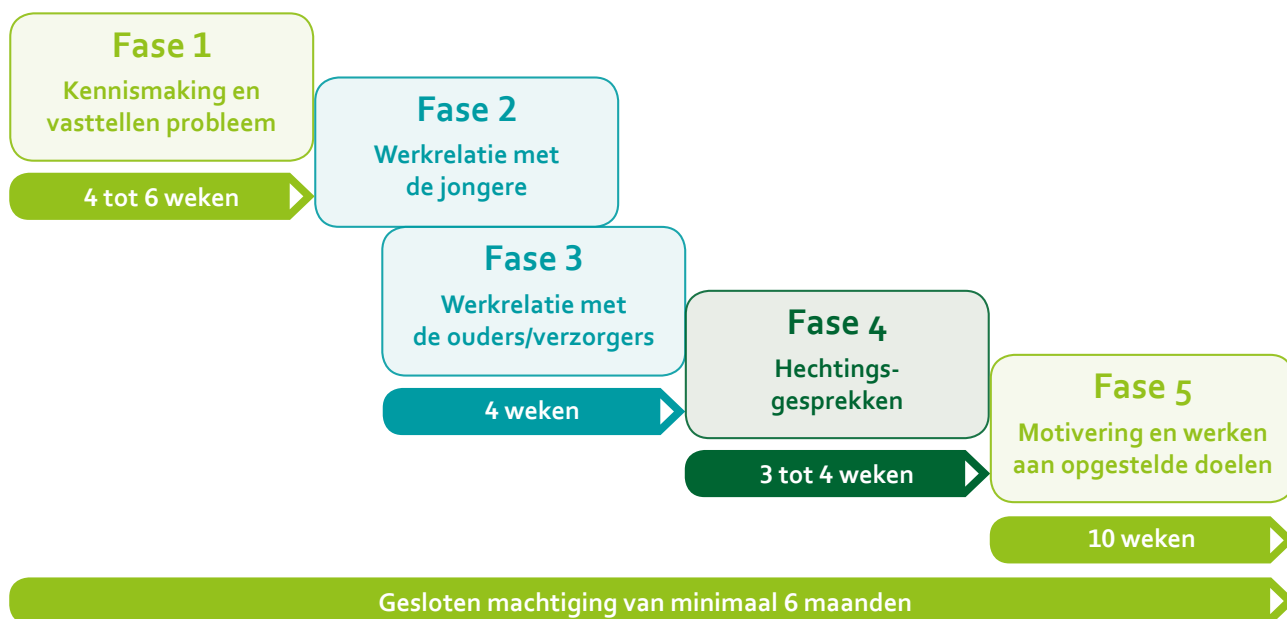 Fase 1
Kennismaking en
vasttellen probleem
4 tot 6 weken
Fase 2
Werkrelatie met
de jongere
Fase 3
Werkrelatie met
de ouders/verzorgers
4 weken
Fase 4
Hechtings-
gesprekken
3 tot 4 weken
Fase 5
Motivering en werken
aan opgestelde doelen
10 weken
Gesloten machtiging van minimaal 6 maanden